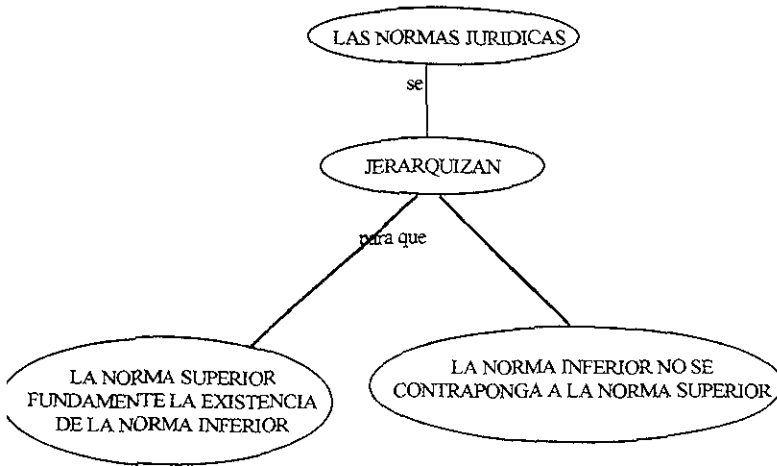 LAS NORMAS JURIDICAS
se
JERARQUIZAN
para que
LA NORMA SUPERIOR
FUNDAMENTE LA EXISTENCIA
DE LA NORMA INFERIOR
LA NORMA INFERIOR NO SE
CONTRAPONGA A LA NORMA SUPERIOR